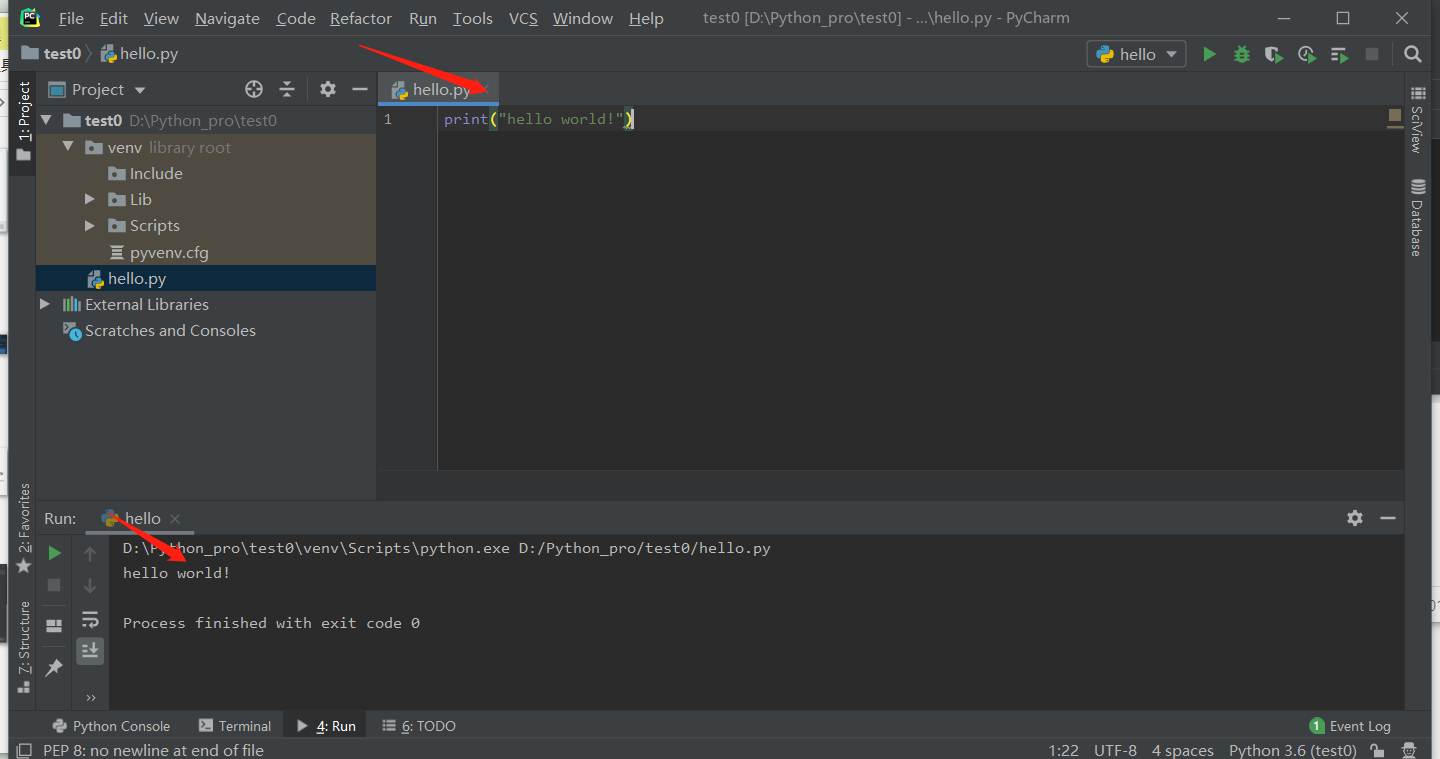 File Edit View Navigate Code Refactor Run Tools VCS Window Help test0 [D:\Python_pro\test0] - ...\hello.py - PyCharm
test0 hello.py hello
1: Project
Project
test0 D:\Python_pro\test0
venv library root
Include
Lib
Scripts
pyvenv.cfg
hello.py
External Libraries
Scratches and Consoles
hello.py
1 print("hello world!")
SciView
Database
2: Favorites
Z: Structure
Run: hello
D:\Python_pro\test0\venv\Scripts\python.exe D:/Python_pro/test0/hello.py
hello world!
Process finished with exit code 0
Python Console Terminal 4: Run 6: TODO 1 Event Log
PEP 8: no newline at end of file 1:22 UTF-8 4 spaces Python 3.6 (test0)